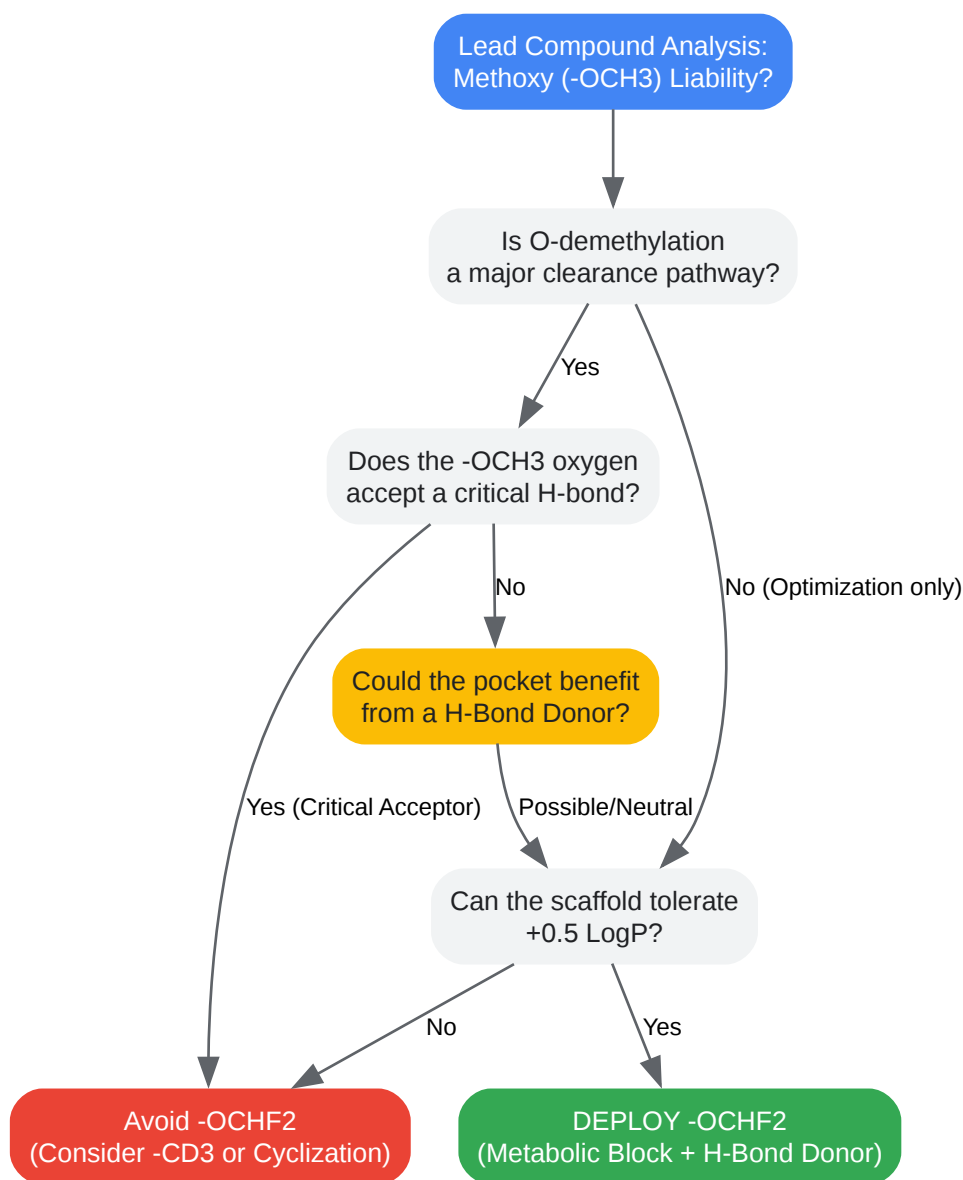 Lead Compound Analysis:
Methoxy (-OCH3) Liability?
Is O-demethylation
a major clearance pathway?
Yes
Does the -OCH3 oxygen
accept a critical H-bond?
No
No (Optimization only)
Could the pocket benefit
from a H-Bond Donor?
Yes (Critical Acceptor)
Possible/Neutral
Can the scaffold tolerate
+0.5 LogP?
No
Yes
Avoid -OCHF2
(Consider -CD3 or Cyclization)
DEPLOY -OCHF2
(Metabolic Block + H-Bond Donor)